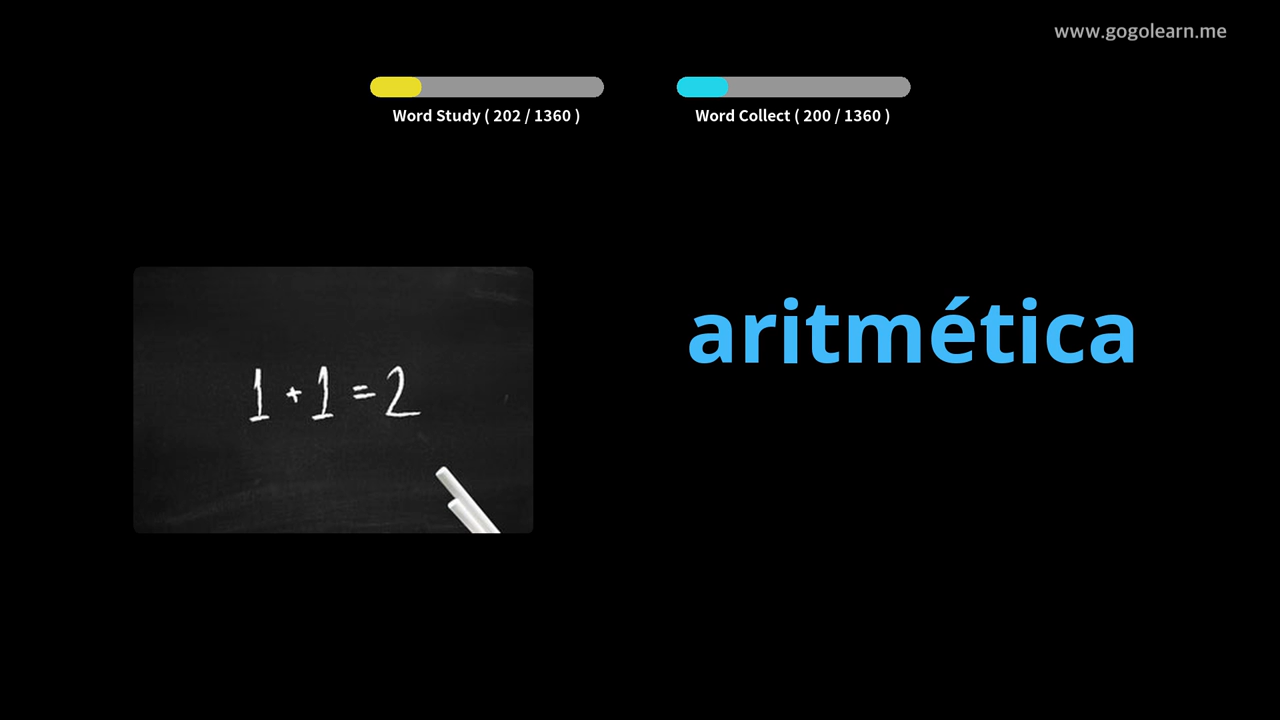 www.gogolearn.me
Word Study ( 202 / 1360 )
Word Collect ( 200 / 1360 )
aritmética
1 + 1 = 2